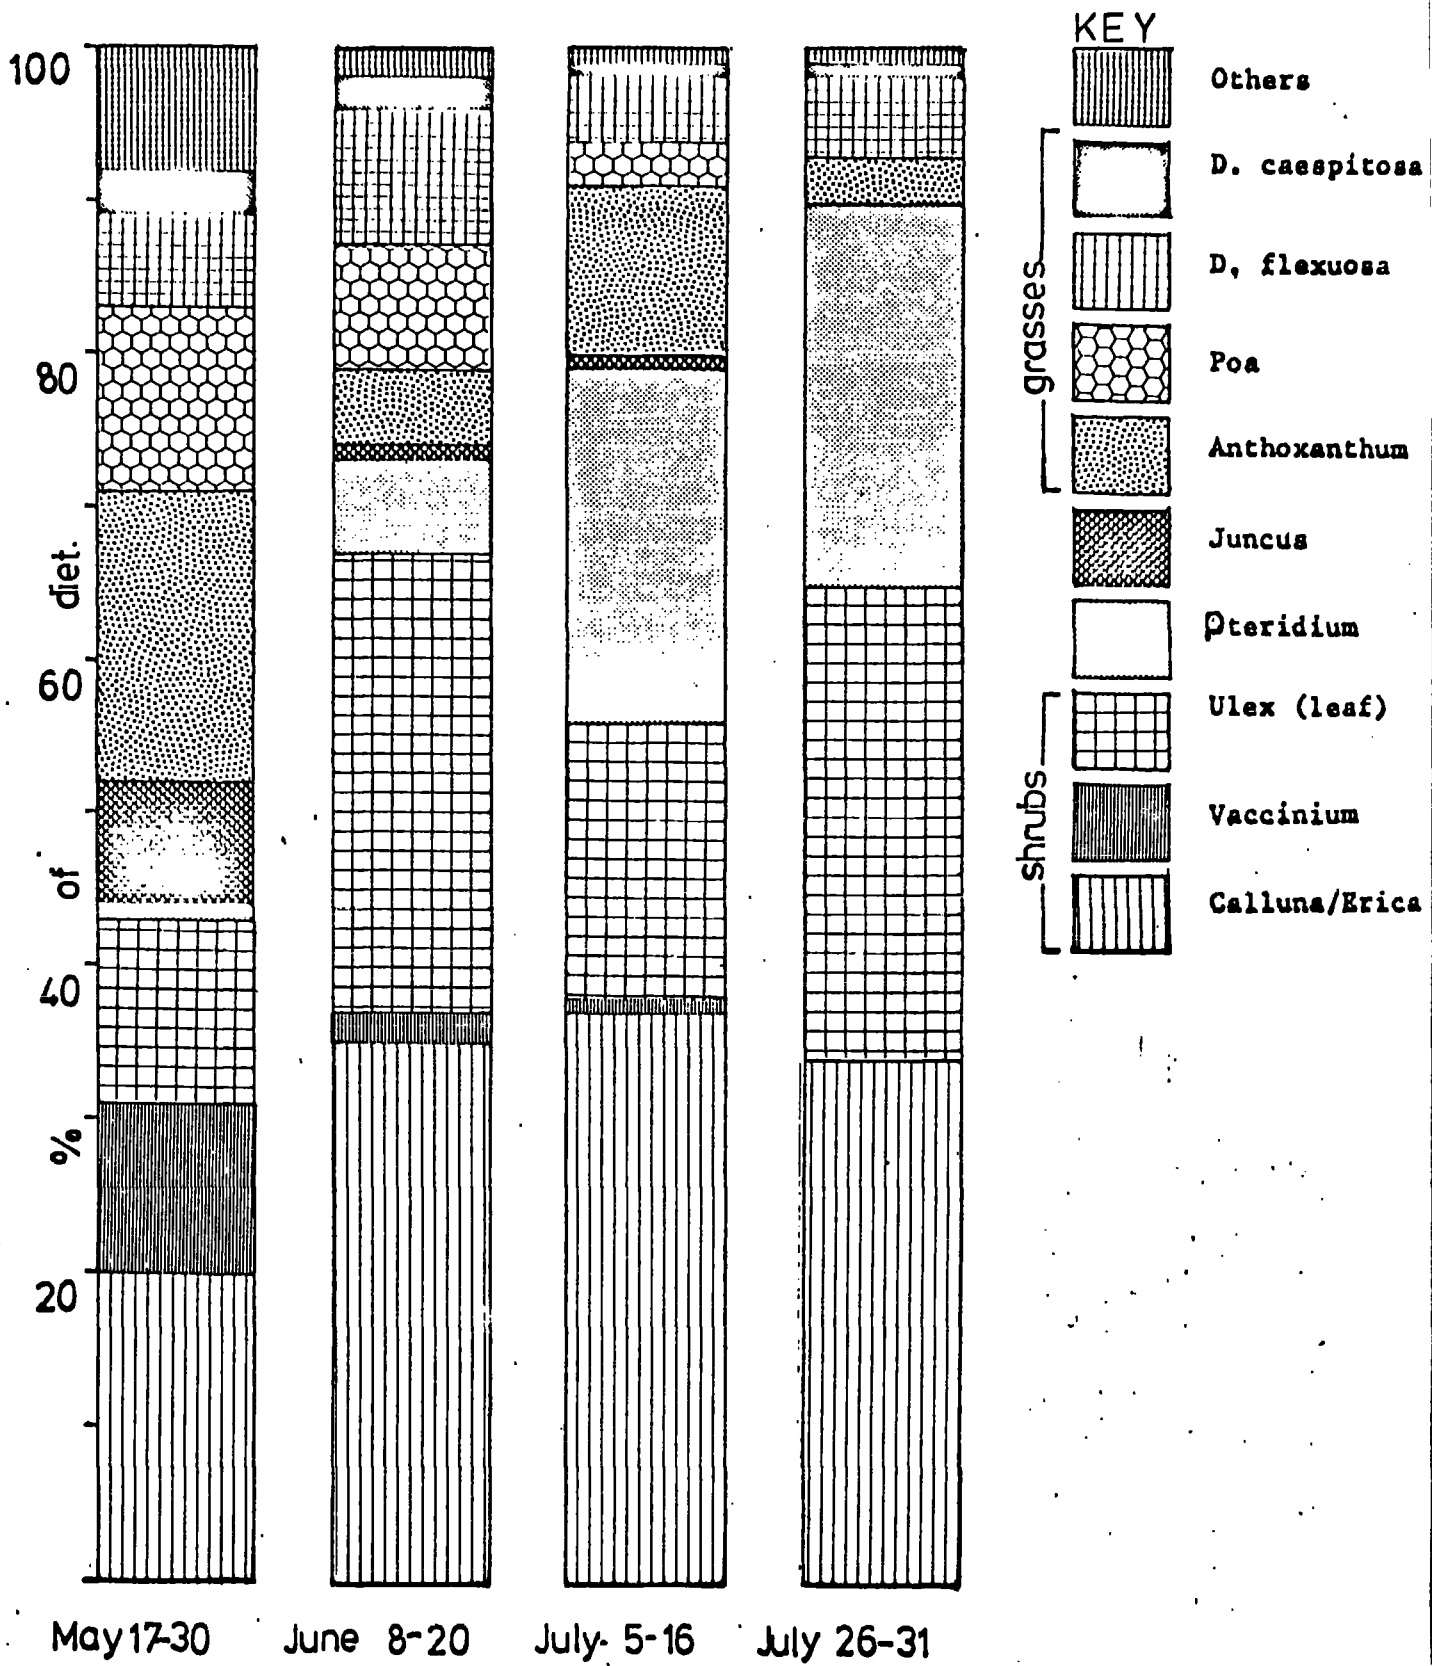 KEY
100
80
60
40
20
% of diet.
Others
D. caespitosa
D, flexuosa
Poa
Anthoxanthum
Juncus
Pteridium
Ulex (leaf)
Vaccinium
Calluna/Erica
grasses
shrubs
May 17-30 June 8-20 July. 5-16 July 26-31